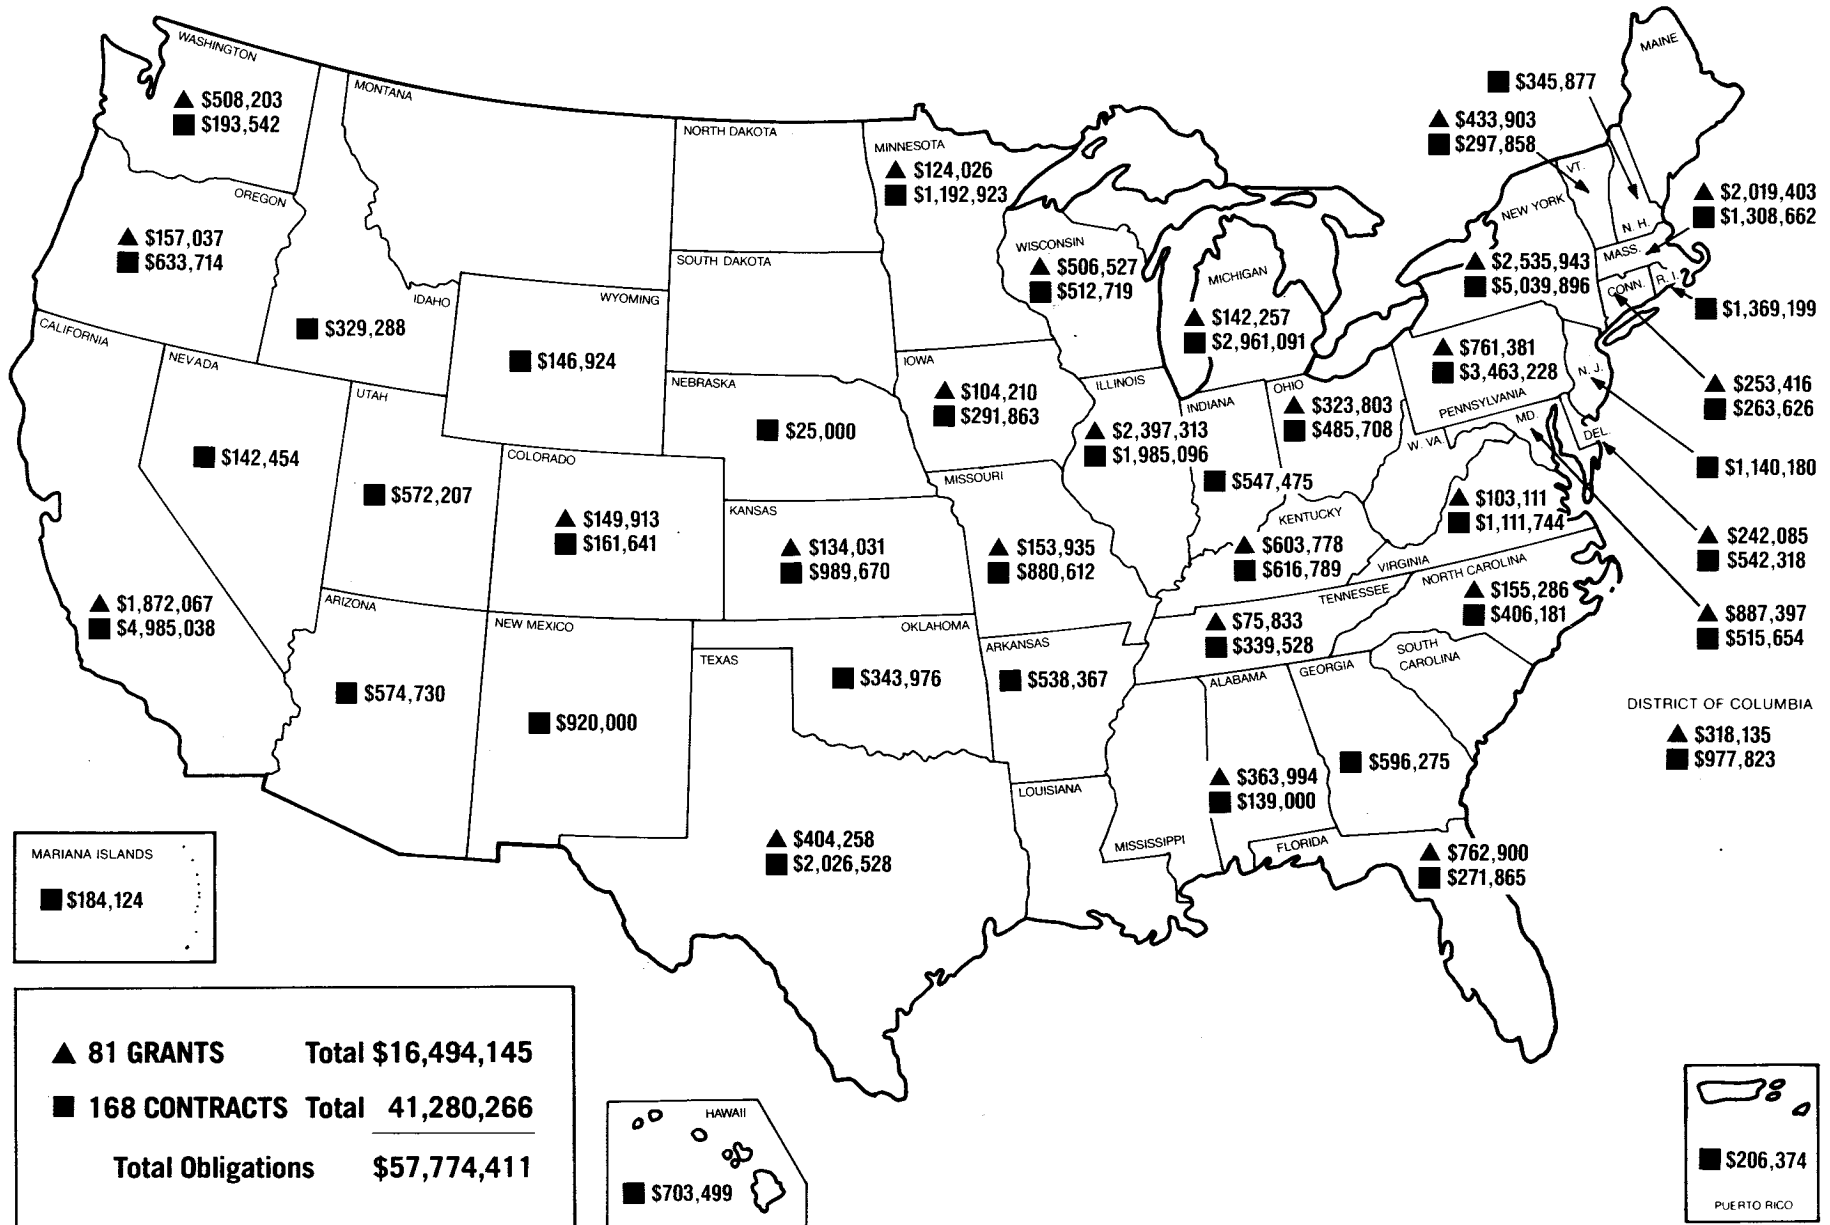 WASHINGTON
▲ $508,203
■ $193,542
MONTANA
NORTH DAKOTA
MINNESOTA
▲ $124,026
■ $1,192,923
MAINE
■ $345,877
▲ $433,903
■ $297,858
VT.
N. H.
▲ $2,019,403
■ $1,308,662
MASS.
NEW YORK
▲ $2,535,943
■ $5,039,896
CONN.
R. I.
■ $1,369,199
OREGON
▲ $157,037
■ $633,714
IDAHO
■ $329,288
WYOMING
■ $146,924
SOUTH DAKOTA
WISCONSIN
▲ $506,527
■ $512,719
MICHIGAN
▲ $142,257
■ $2,961,091
▲ $761,381
■ $3,463,228
PENNSYLVANIA
N. J.
▲ $253,416
■ $263,626
CALIFORNIA
▲ $1,872,067
■ $4,985,038
NEVADA
■ $142,454
UTAH
■ $572,207
COLORADO
▲ $149,913
■ $161,641
NEBRASKA
■ $25,000
IOWA
▲ $104,210
■ $291,863
ILLINOIS
▲ $2,397,313
■ $1,985,096
INDIANA
■ $547,475
OHIO
▲ $323,803
■ $485,708
W. VA.
MD.
DEL.
■ $1,140,180
KANSAS
▲ $134,031
■ $989,670
MISSOURI
▲ $153,935
■ $880,612
KENTUCKY
▲ $603,778
■ $616,789
▲ $103,111
■ $1,111,744
VIRGINIA
▲ $242,085
■ $542,318
ARIZONA
■ $574,730
NEW MEXICO
■ $920,000
TEXAS
▲ $404,258
■ $2,026,528
OKLAHOMA
■ $343,976
ARKANSAS
■ $538,367
TENNESSEE
▲ $75,833
■ $339,528
NORTH CAROLINA
▲ $155,286
■ $406,181
▲ $887,397
■ $515,654
SOUTH
CAROLINA
DISTRICT OF COLUMBIA
▲ $318,135
■ $977,823
LOUISIANA
MISSISSIPPI
ALABAMA
▲ $363,994
■ $139,000
GEORGIA
■ $596,275
FLORIDA
▲ $762,900
■ $271,865
MARIANA ISLANDS
■ $184,124
▲ 81 GRANTS Total $16,494,145
■ 168 CONTRACTS Total 41,280,266
Total Obligations $57,774,411
HAWAII
■ $703,499
■ $206,374
PUERTO RICO